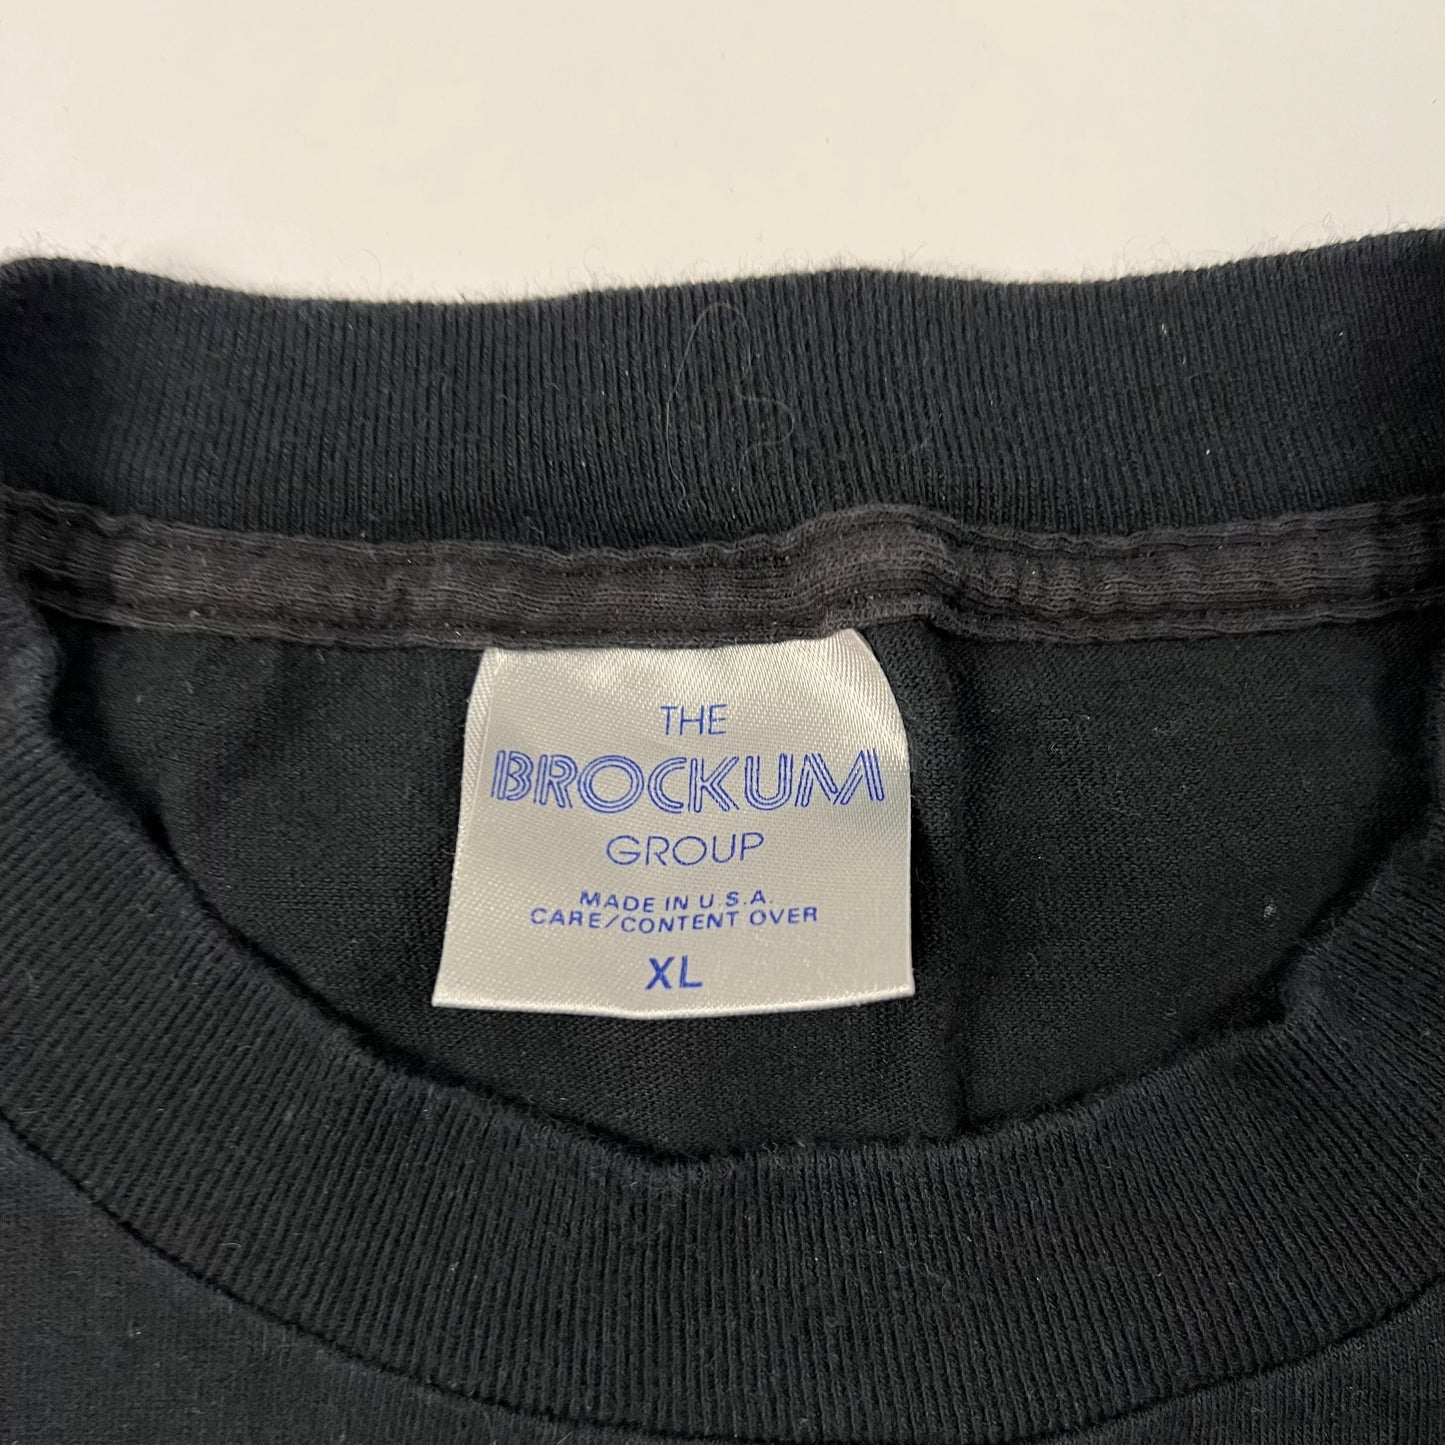 THE
BROCKUM
GROUP
MADE IN U.S.A.
CARE/CONTENT OVER
XL